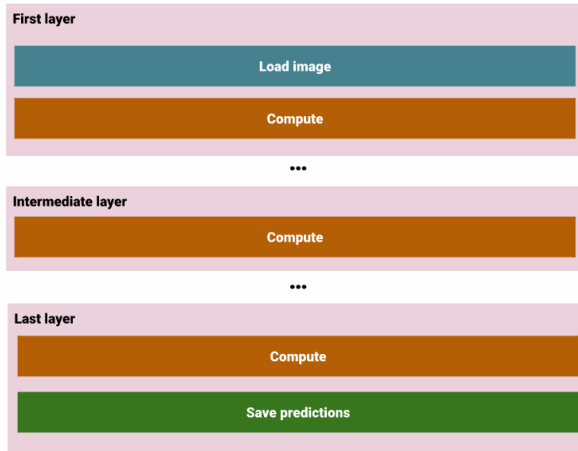 First layer
Load image
Compute
...
Intermediate layer
Compute
...
Last layer
Compute
Save predictions